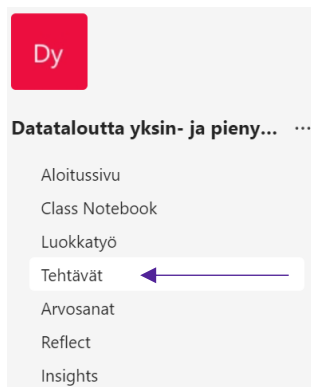 Dy
Datataloutta yksin- ja pieny... ...
Aloitussivu
Class Notebook
Luokkatyö
Tehtävät
Arvosanat
Reflect
Insights